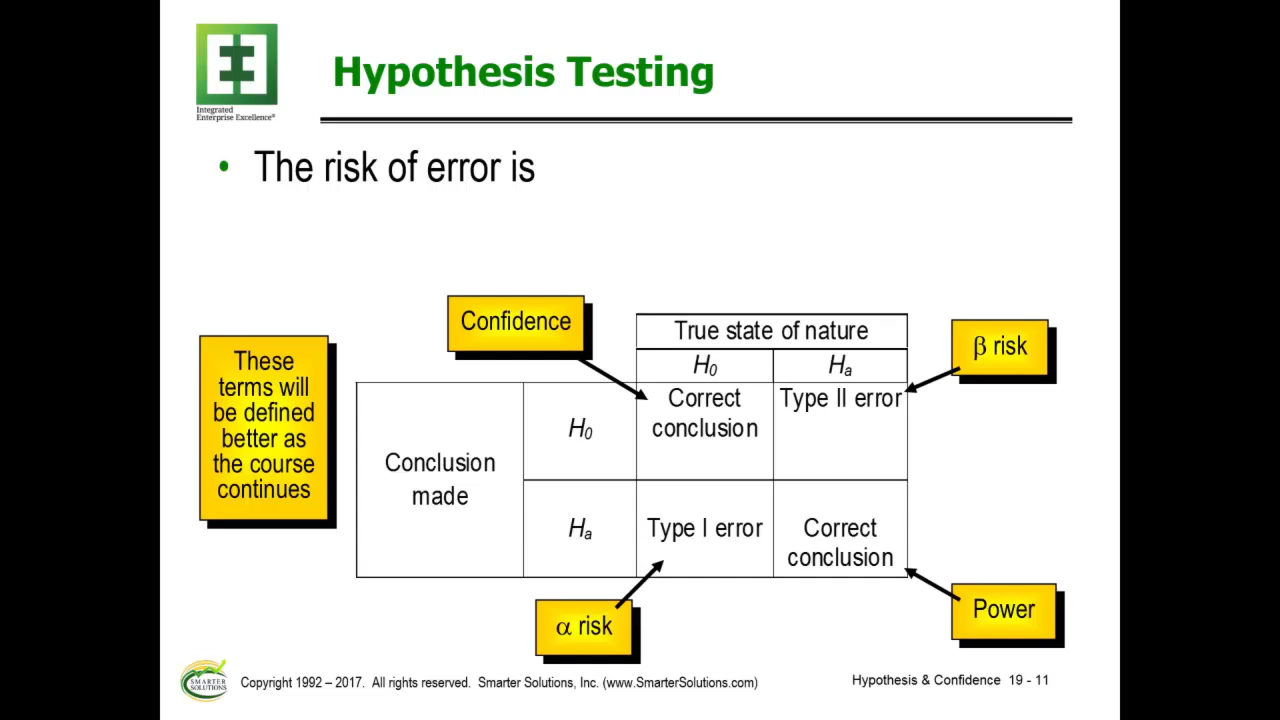 Integrated
Enterprise Excellence®
Hypothesis Testing
• The risk of error is
Confidence
True state of nature
β risk
These
terms will
be defined
better as
the course
continues
H0
Ha
Correct
conclusion
Type II error
H0
Conclusion
made
Ha
Type I error
Correct
conclusion
α risk
Power
SMARTER
SOLUTIONS
Copyright 1992 – 2017. All rights reserved. Smarter Solutions, Inc. (www.SmarterSolutions.com)
Hypothesis & Confidence 19 - 11